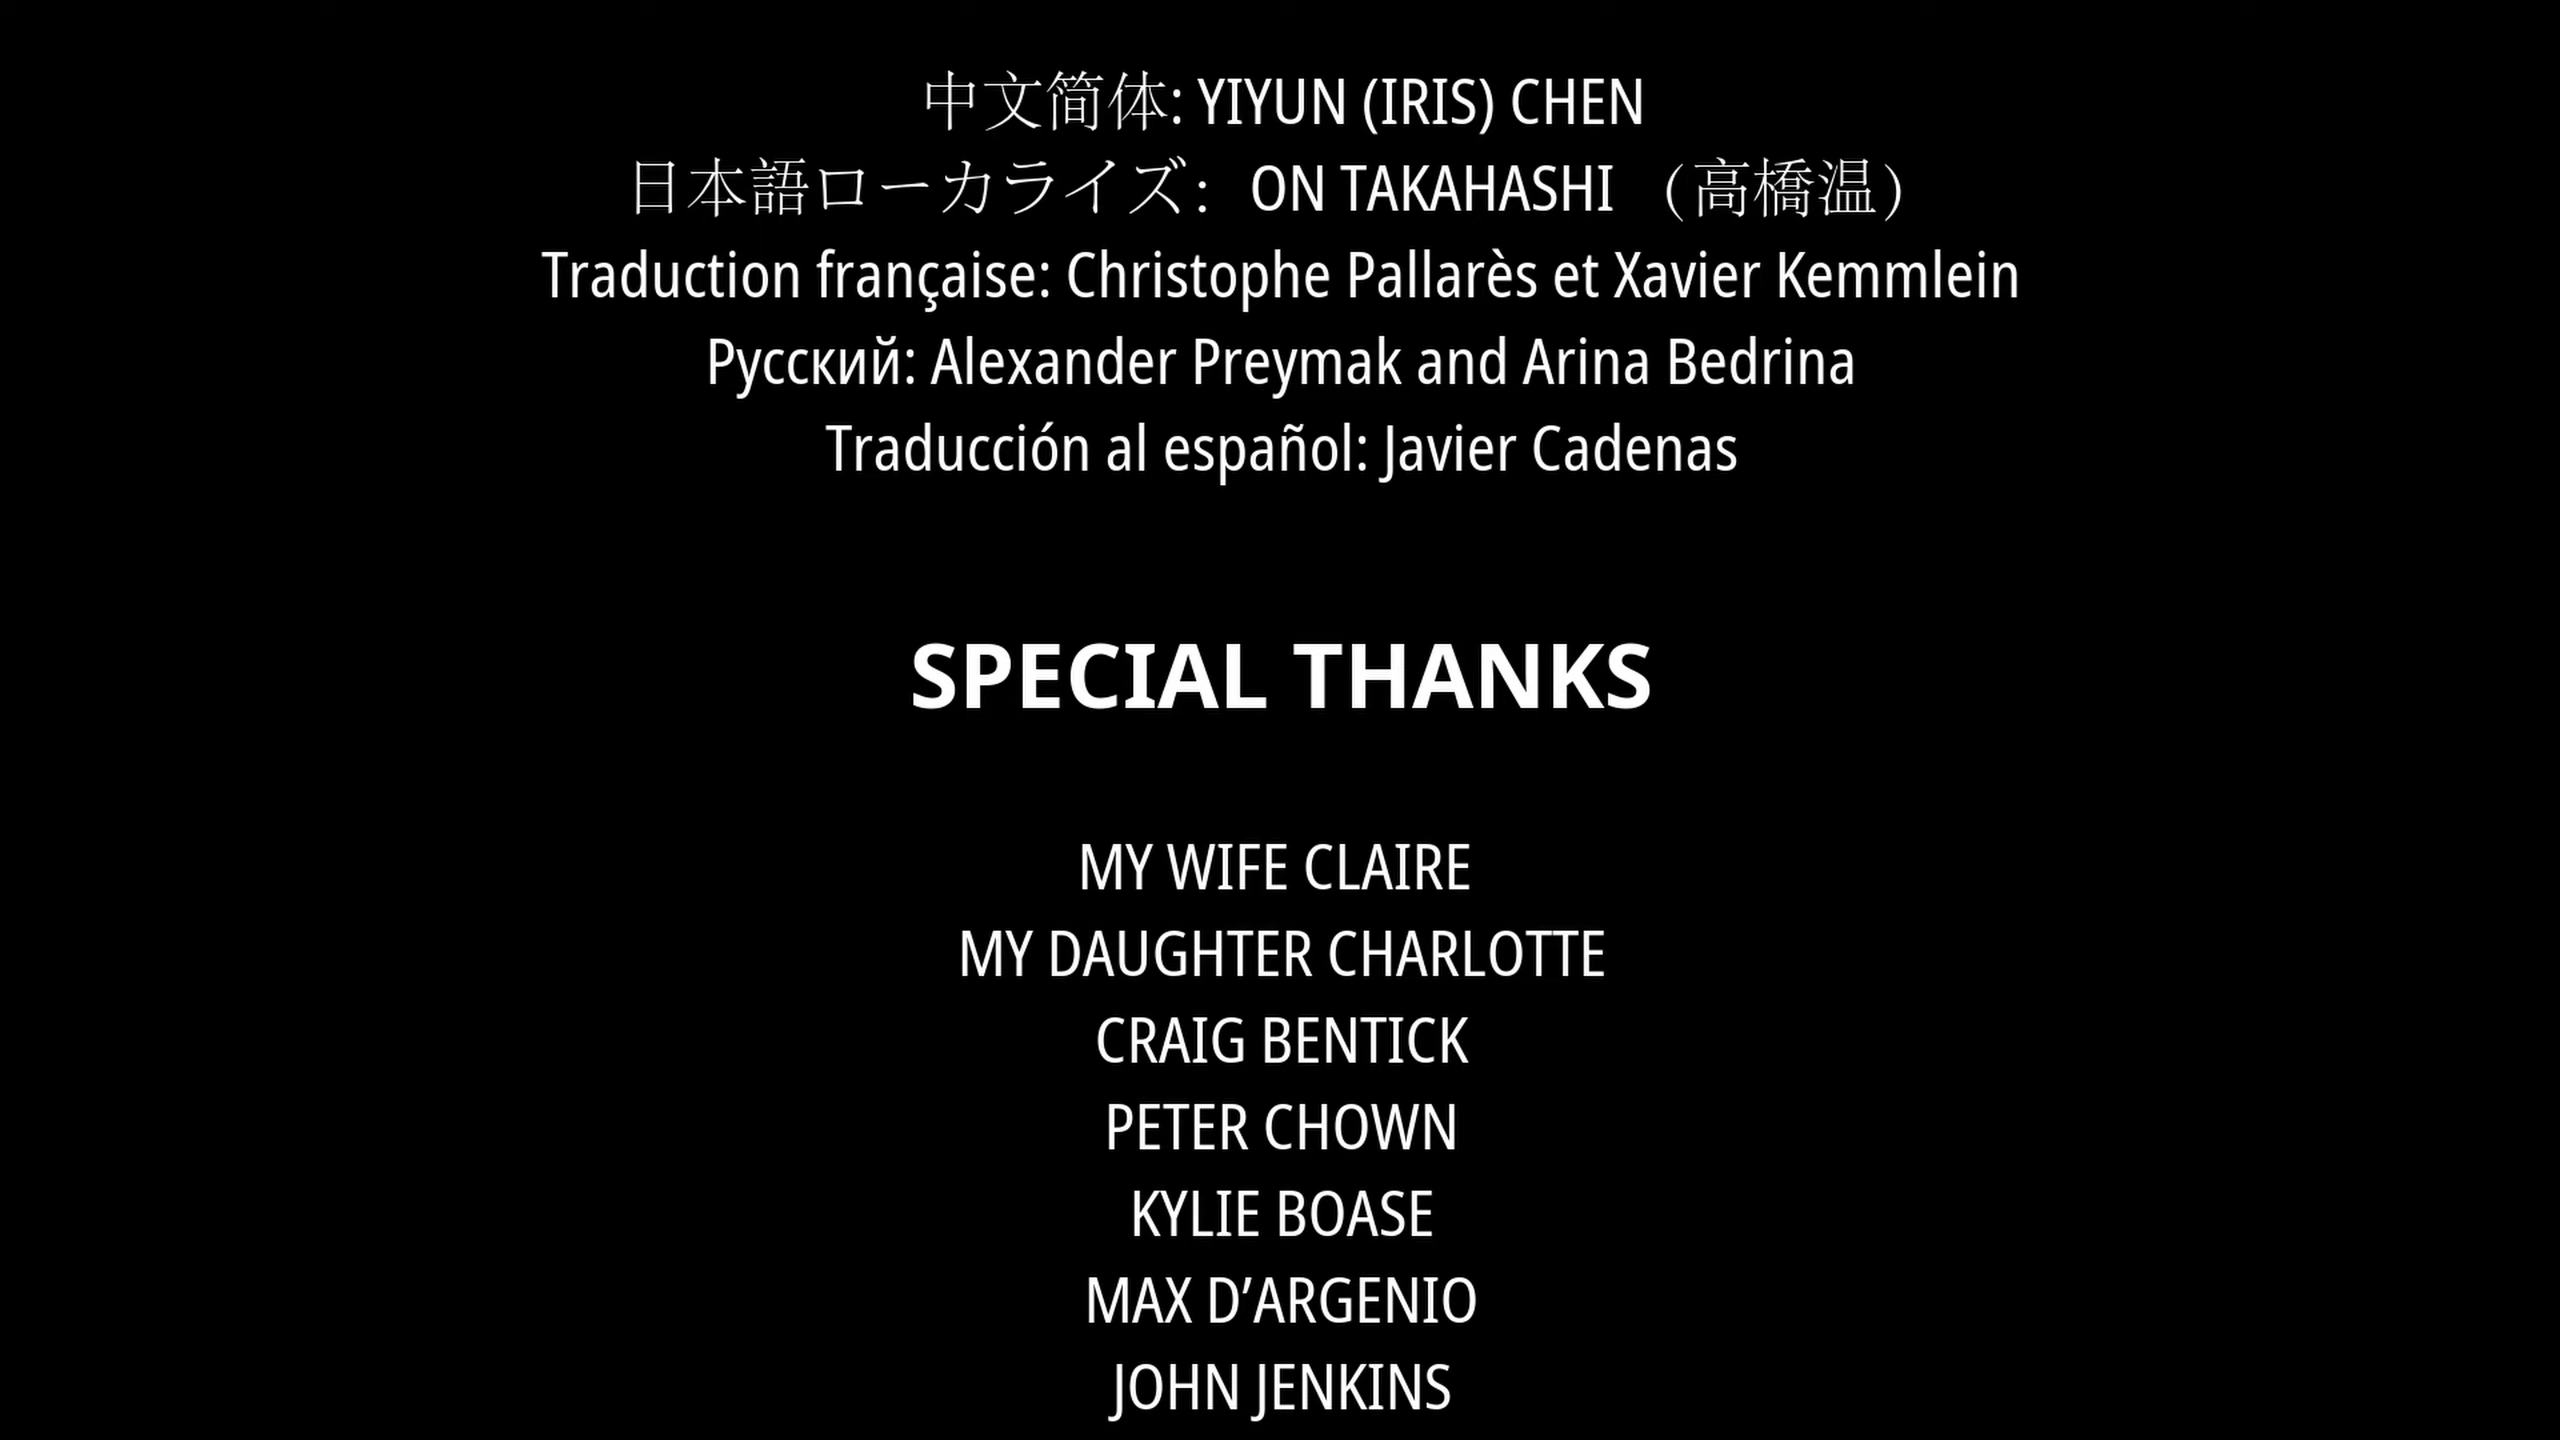 中文简体: YIYUN (IRIS) CHEN
日本語ローカライズ： ON TAKAHASHI （高橋温）
Traduction française: Christophe Pallarès et Xavier Kemmlein
Русский: Alexander Preymak and Arina Bedrina
Traducción al español: Javier Cadenas
SPECIAL THANKS
MY WIFE CLAIRE
MY DAUGHTER CHARLOTTE
CRAIG BENTICK
PETER CHOWN
KYLIE BOASE
MAX D’ARGENIO
JOHN JENKINS